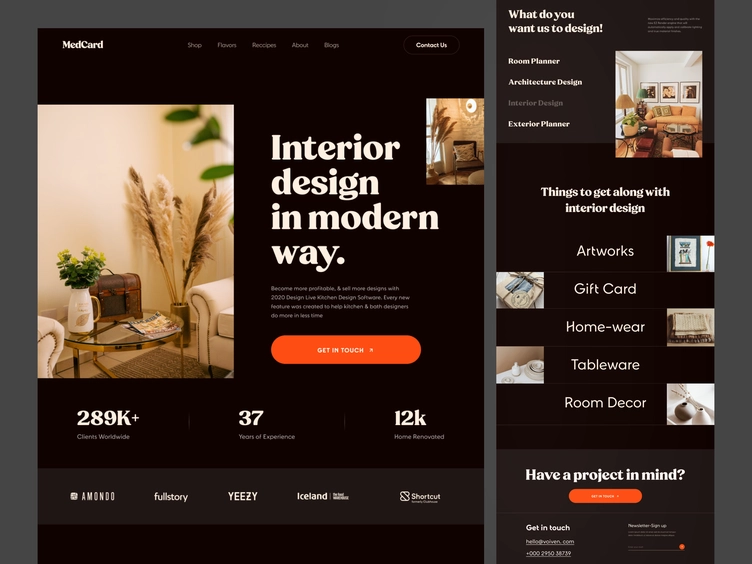 MedCard
Shop Flavors Reccipes About Blogs
Contact Us
Interior
design
in modern
way.
Become more profitable, & sell more designs with
2020 Design Live Kitchen Design Software. Every new
feature was created to help kitchen & bath designers
do more in less time
GET IN TOUCH
289K+
Clients Worldwide
37
Years of Experience
12k
Home Renovated
AMONDO
fullstory
YEEZY
Iceland
Shortcut
What do you
want us to design!
Room Planner
Architecture Design
Interior Design
Exterior Planner
Things to get along with
interior design
Artworks
Gift Card
Home-wear
Tableware
Room Decor
Have a project in mind?
GET IN TOUCH
Get in touch
hello@voiven. com
+000 2950 38739
Newsletter-Sign up